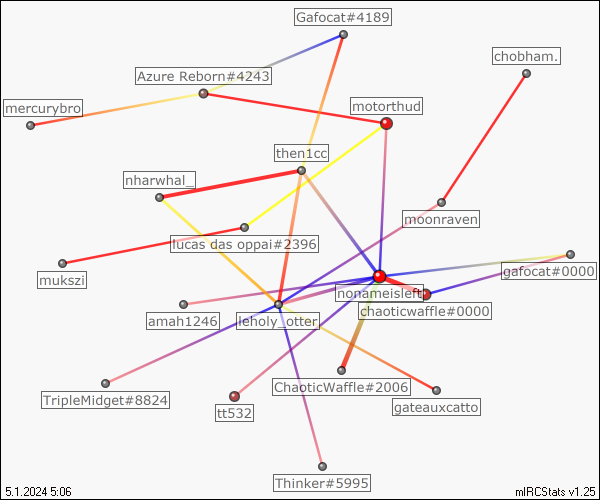 Gafocat#4189
chobham.
Azure Reborn#4243
mercurybro
motorthud
then1cc
nharwhal_
moonraven
lucas das oppai#2396
gafocat#0000
mukszi
nonameisleft
chaoticwaffle#0000
amah1246
leholy_otter
ChaoticWaffle#2006
TripleMidget#8824
gateauxcatto
tt532
Thinker#5995
5.1.2024 5:06
mIRCStats v1.25